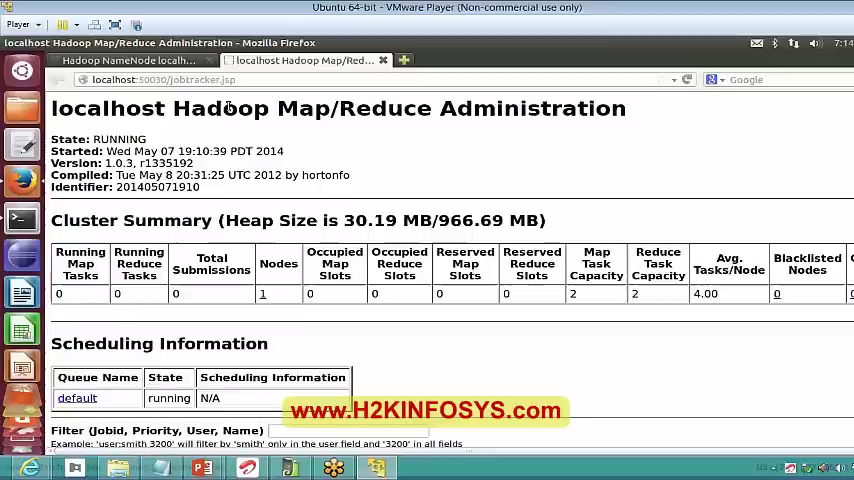 Ubuntu 64-bit - VMware Player (Non-commercial use only)
Player
localhost Hadoop Map/Reduce Administration - Mozilla Firefox
7:14
Hadoop NameNode localh...
localhost Hadoop Map/Red...
localhost:50030/jobtracker.jsp
Google
localhost Hadoop Map/Reduce Administration
State: RUNNING
Started: Wed May 07 19:10:39 PDT 2014
Version: 1.0.3, r1335192
Compiled: Tue May 8 20:31:25 UTC 2012 by hortonfo
Identifier: 201405071910
Cluster Summary (Heap Size is 30.19 MB/966.69 MB)
Running Map Tasks Running Reduce Tasks Total Submissions Nodes Occupied Map Slots Occupied Reduce Slots Reserved Map Slots Reserved Reduce Slots Map Task Capacity Reduce Task Capacity Avg. Tasks/Node Blacklisted Nodes
0 0 0 1 0 0 0 0 2 2 4.00 0
Scheduling Information
Queue Name State Scheduling Information
default running N/A
www.H2KINFOSYS.com
Filter (Jobid, Priority, User, Name)
Example: 'user:smith 3200' will filter by 'smith' only in the user field and '3200' in all fields